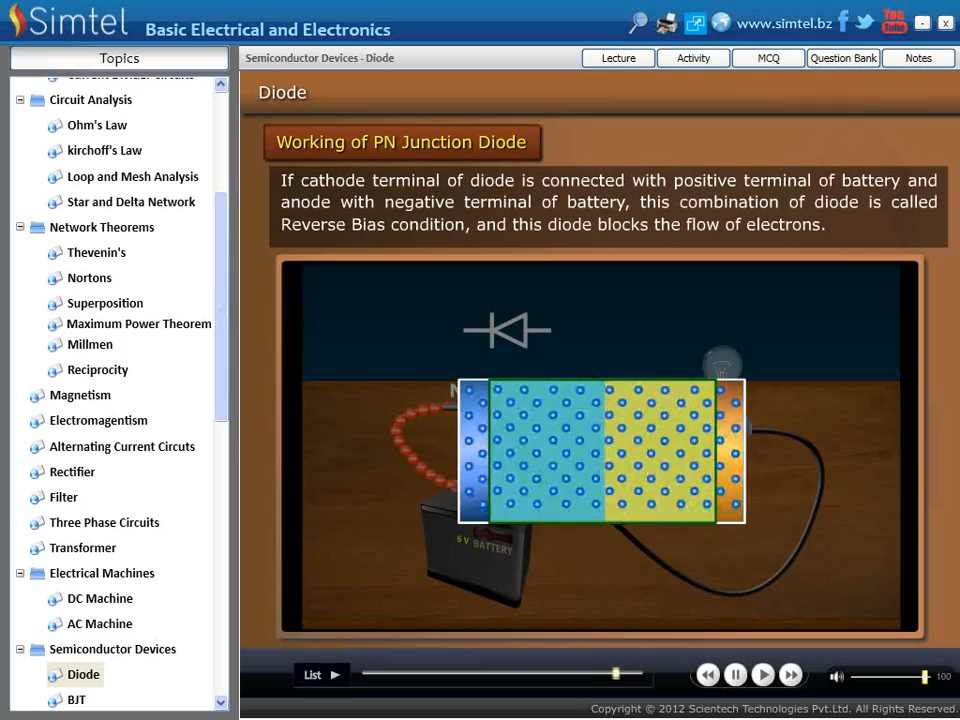 Simtel Basic Electrical and Electronics
www.simtel.bz
You Tube
Topics
Semiconductor Devices - Diode
Lecture
Activity
MCQ
Question Bank
Notes
Circuit Analysis
Ohm's Law
kirchoff's Law
Loop and Mesh Analysis
Star and Delta Network
Network Theorems
Thevenin's
Nortons
Superposition
Maximum Power Theorem
Millmen
Reciprocity
Magnetism
Electromagentism
Alternating Current Circuts
Rectifier
Filter
Three Phase Circuits
Transformer
Electrical Machines
DC Machine
AC Machine
Semiconductor Devices
Diode
BJT
Diode
Working of PN Junction Diode
If cathode terminal of diode is connected with positive terminal of battery and
anode with negative terminal of battery, this combination of diode is called
Reverse Bias condition, and this diode blocks the flow of electrons.
N
6 V BATTERY
List
100
Copyright © 2012 Scientech Technologies Pvt.Ltd. All Rights Reserved.